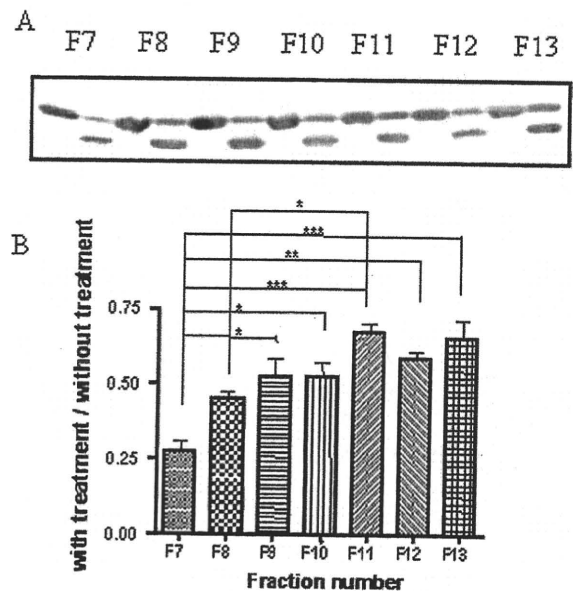 A
F7 F8 F9 F10 F11 F12 F13
B
with treatment / without treatment
*
***
**
***
*
*
0.75
0.50
0.25
0.00
F7 F8 F9 F10 F11 F12 F13
Fraction number